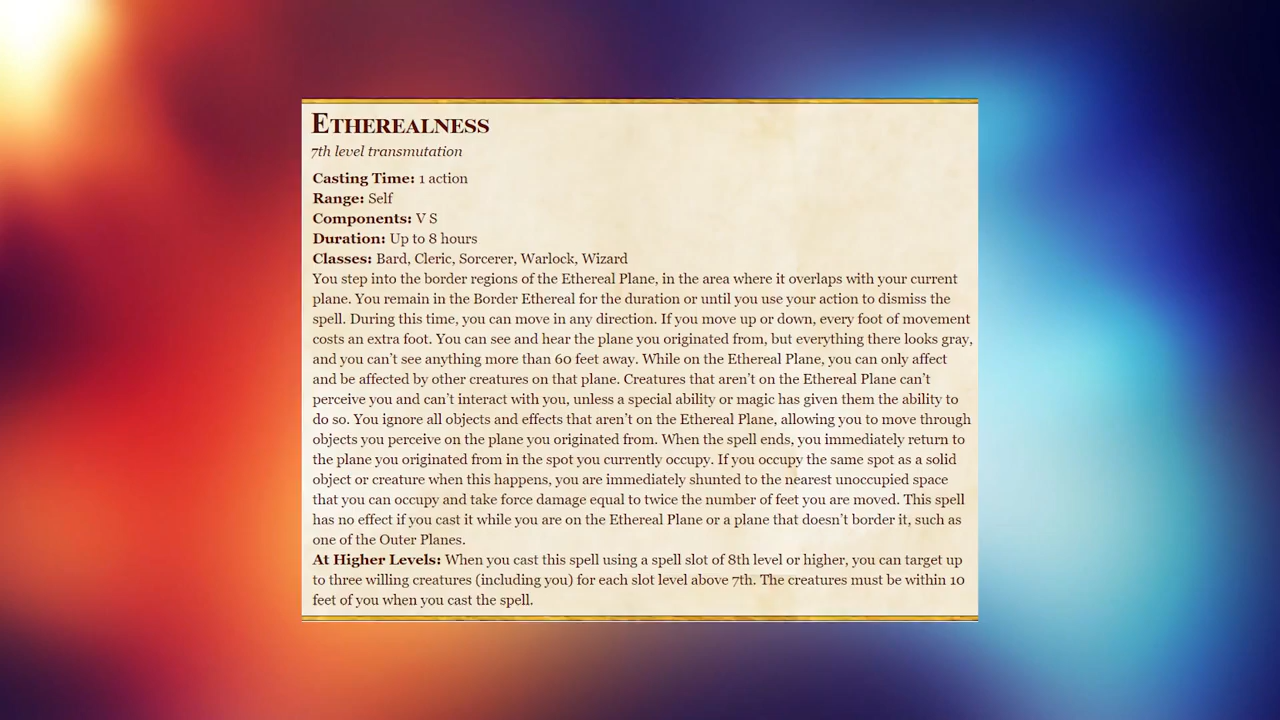 Etherealness
7th level transmutation
Casting Time: 1 action
Range: Self
Components: V S
Duration: Up to 8 hours
Classes: Bard, Cleric, Sorcerer, Warlock, Wizard
You step into the border regions of the Ethereal Plane, in the area where it overlaps with your current
plane. You remain in the Border Ethereal for the duration or until you use your action to dismiss the
spell. During this time, you can move in any direction. If you move up or down, every foot of movement
costs an extra foot. You can see and hear the plane you originated from, but everything there looks gray,
and you can't see anything more than 60 feet away. While on the Ethereal Plane, you can only affect
and be affected by other creatures on that plane. Creatures that aren't on the Ethereal Plane can't
perceive you and can't interact with you, unless a special ability or magic has given them the ability to
do so. You ignore all objects and effects that aren't on the Ethereal Plane, allowing you to move through
objects you perceive on the plane you originated from. When the spell ends, you immediately return to
the plane you originated from in the spot you currently occupy. If you occupy the same spot as a solid
object or creature when this happens, you are immediately shunted to the nearest unoccupied space
that you can occupy and take force damage equal to twice the number of feet you are moved. This spell
has no effect if you cast it while you are on the Ethereal Plane or a plane that doesn't border it, such as
one of the Outer Planes.
At Higher Levels: When you cast this spell using a spell slot of 8th level or higher, you can target up
to three willing creatures (including you) for each slot level above 7th. The creatures must be within 10
feet of you when you cast the spell.